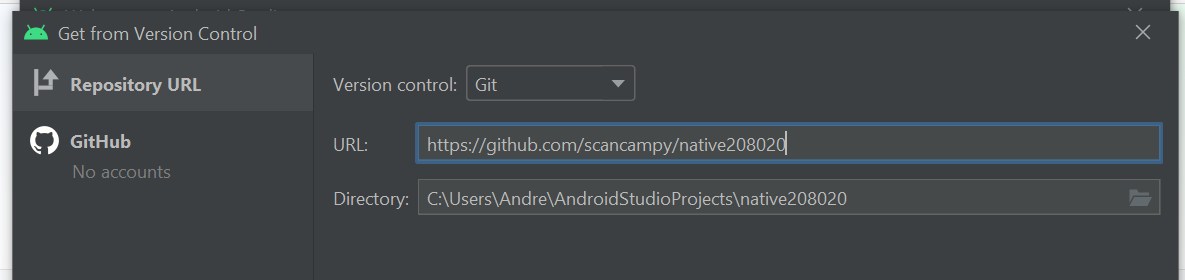 Get from Version Control
Repository URL
Version control: Git
GitHub
No accounts
URL: https://github.com/scancampy/native208020
Directory: C:\Users\Andre\AndroidStudioProjects\native208020